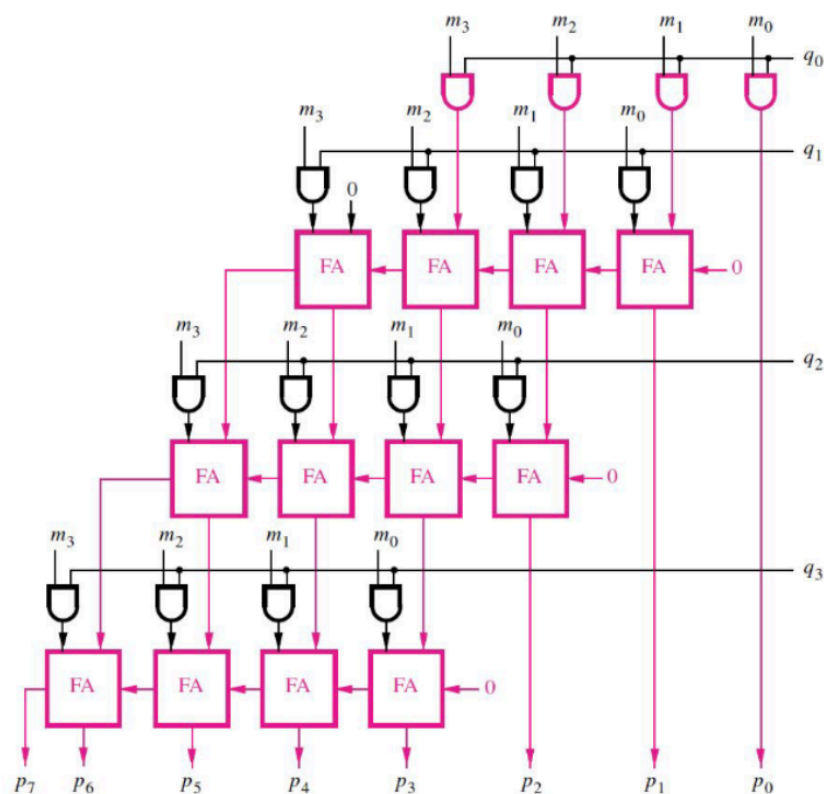 m3 m2 m1 m0
q0
m3 m2 m1 m0
q1
0
FA FA FA FA 0
m3 m2 m1 m0
q2
FA FA FA FA 0
m3 m2 m1 m0
q3
FA FA FA FA 0
p7 p6 p5 p4 p3 p2 p1 p0